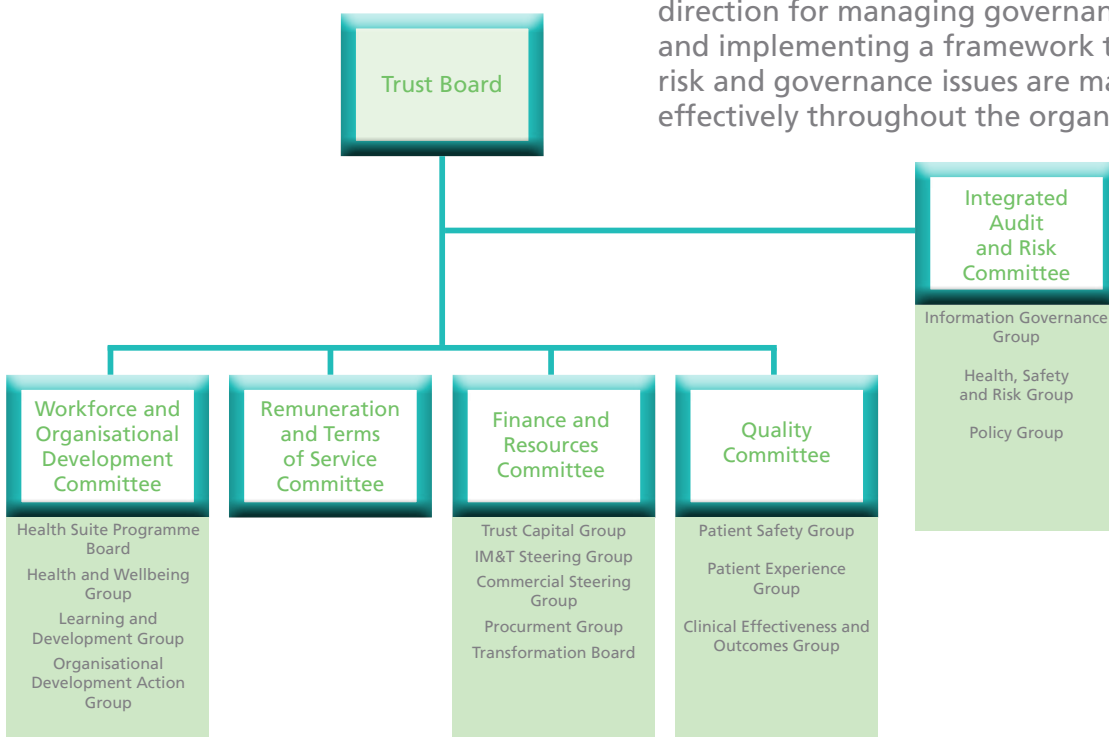 direction for managing governan
and implementing a framework t
risk and governance issues are ma
effectively throughout the organ
Trust Board
Integrated
Audit
and Risk
Committee
Information Governance
Group
Health, Safety
and Risk Group
Policy Group
Workforce and
Organisational
Development
Committee
Health Suite Programme
Board
Health and Wellbeing
Group
Learning and
Development Group
Organisational
Development Action
Group
Remuneration
and Terms
of Service
Committee
Finance and
Resources
Committee
Trust Capital Group
IM&T Steering Group
Commercial Steering
Group
Procurment Group
Transformation Board
Quality
Committee
Patient Safety Group
Patient Experience
Group
Clinical Effectiveness and
Outcomes Group